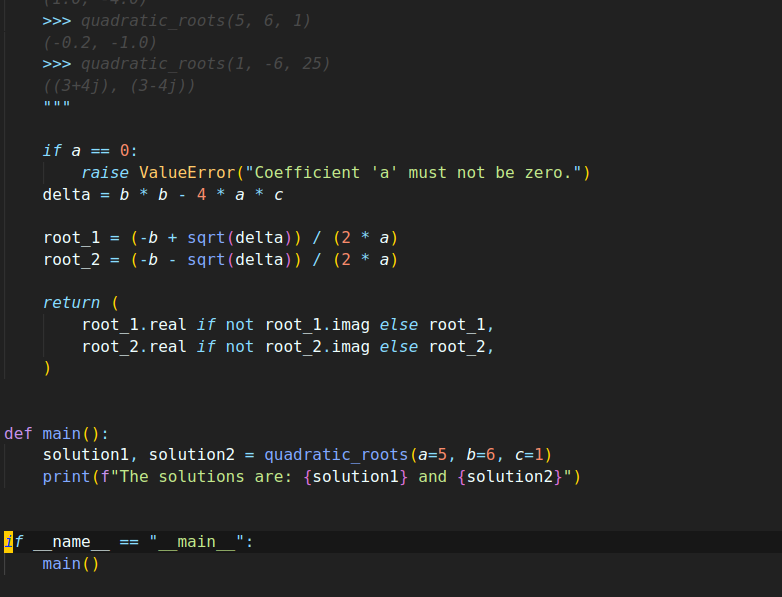 (1.0, -4.0)
>>> quadratic_roots(5, 6, 1)
(-0.2, -1.0)
>>> quadratic_roots(1, -6, 25)
((3+4j), (3-4j))
"""
if a == 0:
raise ValueError("Coefficient 'a' must not be zero.")
delta = b * b - 4 * a * c
root_1 = (-b + sqrt(delta)) / (2 * a)
root_2 = (-b - sqrt(delta)) / (2 * a)
return (
root_1.real if not root_1.imag else root_1,
root_2.real if not root_2.imag else root_2,
)
def main():
solution1, solution2 = quadratic_roots(a=5, b=6, c=1)
print(f"The solutions are: {solution1} and {solution2}")
if __name__ == "__main__":
main()